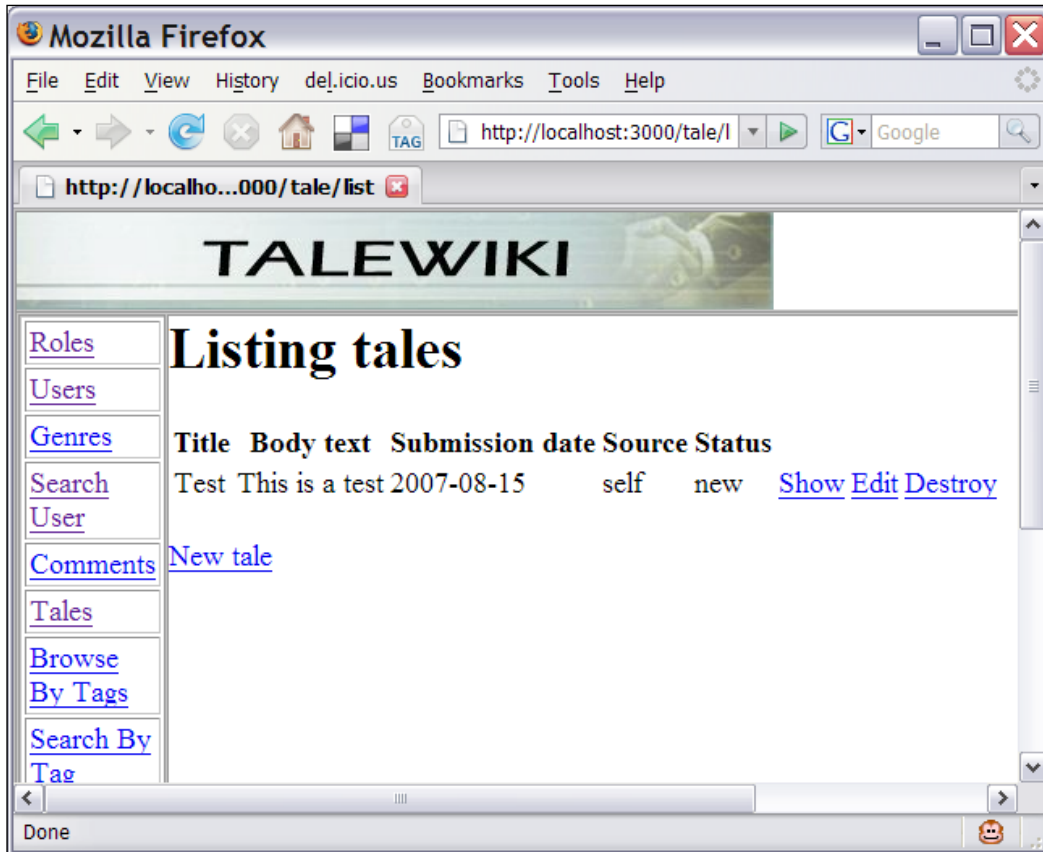 Mozilla Firefox
File Edit View History del.icio.us Bookmarks Tools Help
TAG http://localhost:3000/tale/l G Google
http://localho...000/tale/list
TALEWIKI
Roles
Users
Genres
Search
User
Comments
Tales
Browse
By Tags
Search By
Tag
Listing tales
Title Body text Submission date Source Status
Test This is a test 2007-08-15 self new Show Edit Destroy
New tale
Done